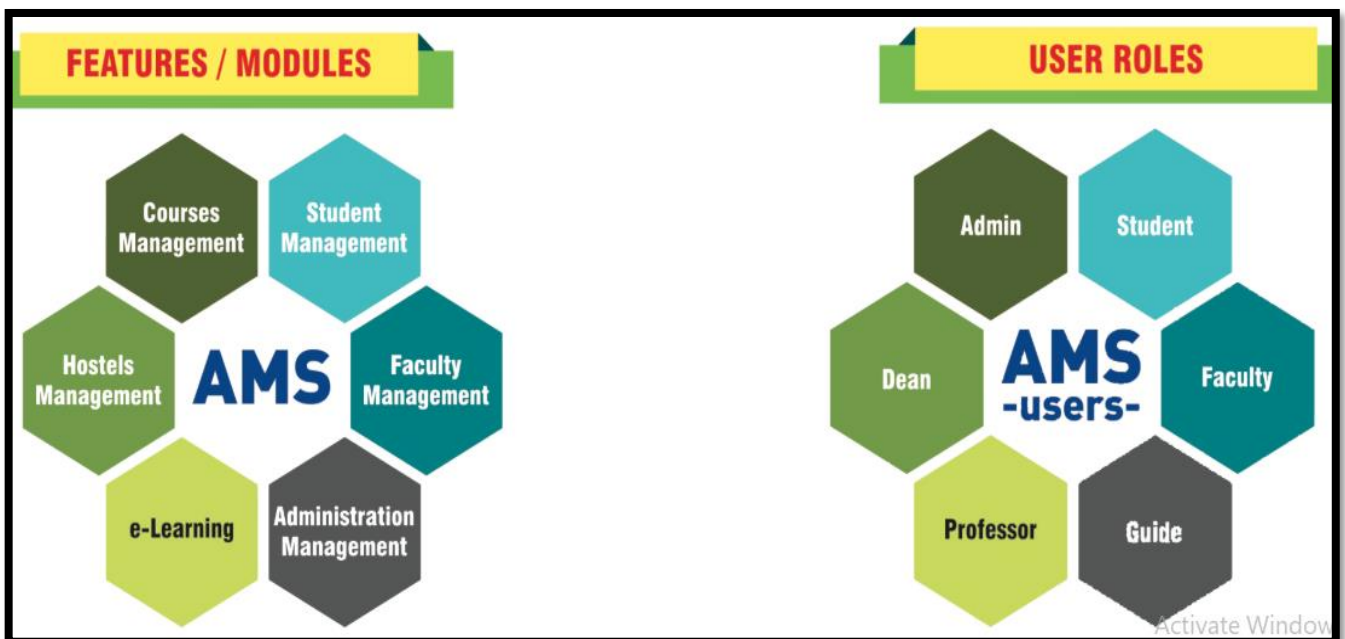 FEATURES / MODULES
Courses
Management
Student
Management
Hostels
Management
AMS
Faculty
Management
e-Learning
Administration
Management
USER ROLES
Admin
Student
Dean
AMS
-users-
Faculty
Professor
Guide
Activate Window